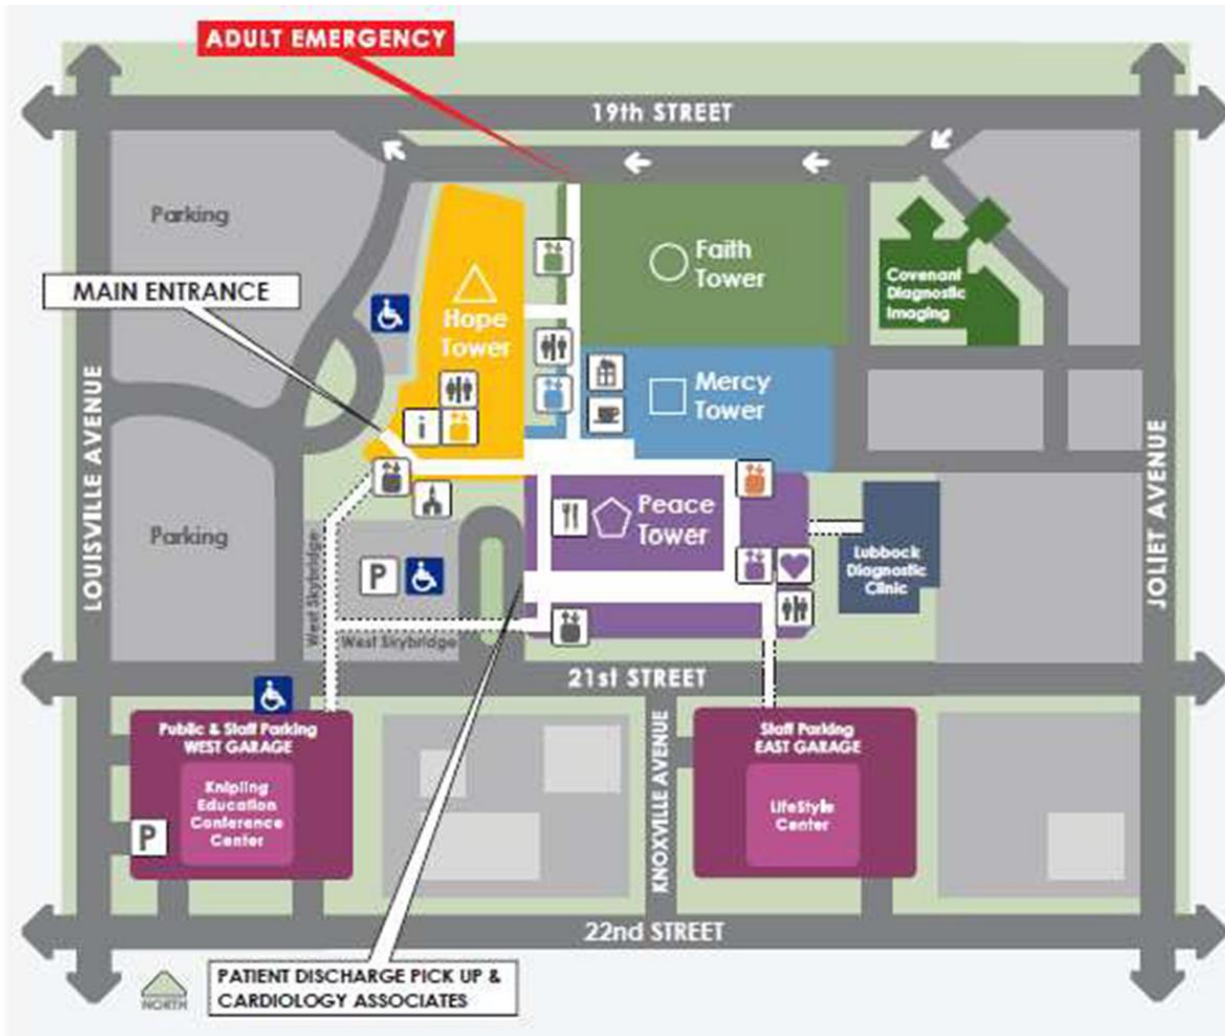 ADULT EMERGENCY
19th STREET
Parking
Faith
Tower
Covenant
Diagnostic
Imaging
MAIN ENTRANCE
Hope
Tower
Mercy
Tower
i
LOUISVILLE AVENUE
JOLIET AVENUE
Peace
Tower
Parking
Lubbock
Diagnostic
Clinic
P
West Skybridge
West Skybridge
21st STREET
Public & Staff Parking
WEST GARAGE
Knipling
Education
Conference
Center
P
KNOXVILLE AVENUE
Staff Parking
EAST GARAGE
LifeStyle
Center
22nd STREET
PATIENT DISCHARGE PICK UP &
CARDIOLOGY ASSOCIATES
NORTH